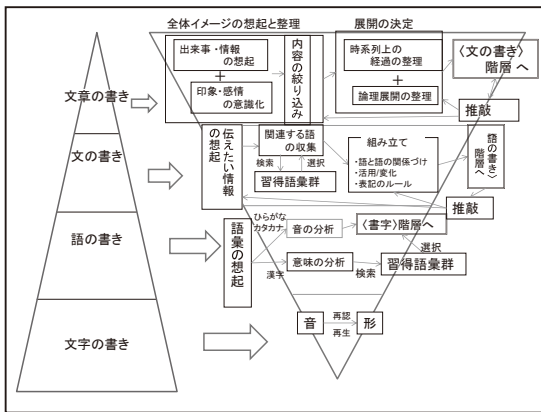 全体イメージの想起と整理
展開の決定
出来事・情報
の想起
+
印象・感情
の意識化
内容の絞り込み
時系列上の
経過の整理
+
論理展開の整理
〈文の書き〉
階層へ
推敲
文章の書き
伝えたい情報
の想起
関連する語
の収集
検索
選択
習得語彙群
組み立て
・語と語の関係づけ
・活用/変化
・表記のルール
語の書き〉
階層へ
推敲
文の書き
語彙の想起
ひらがな
カタカナ
音の分析
〈書字〉階層へ
漢字
意味の分析
検索
選択
習得語彙群
語の書き
音
再認
再生
形
文字の書き